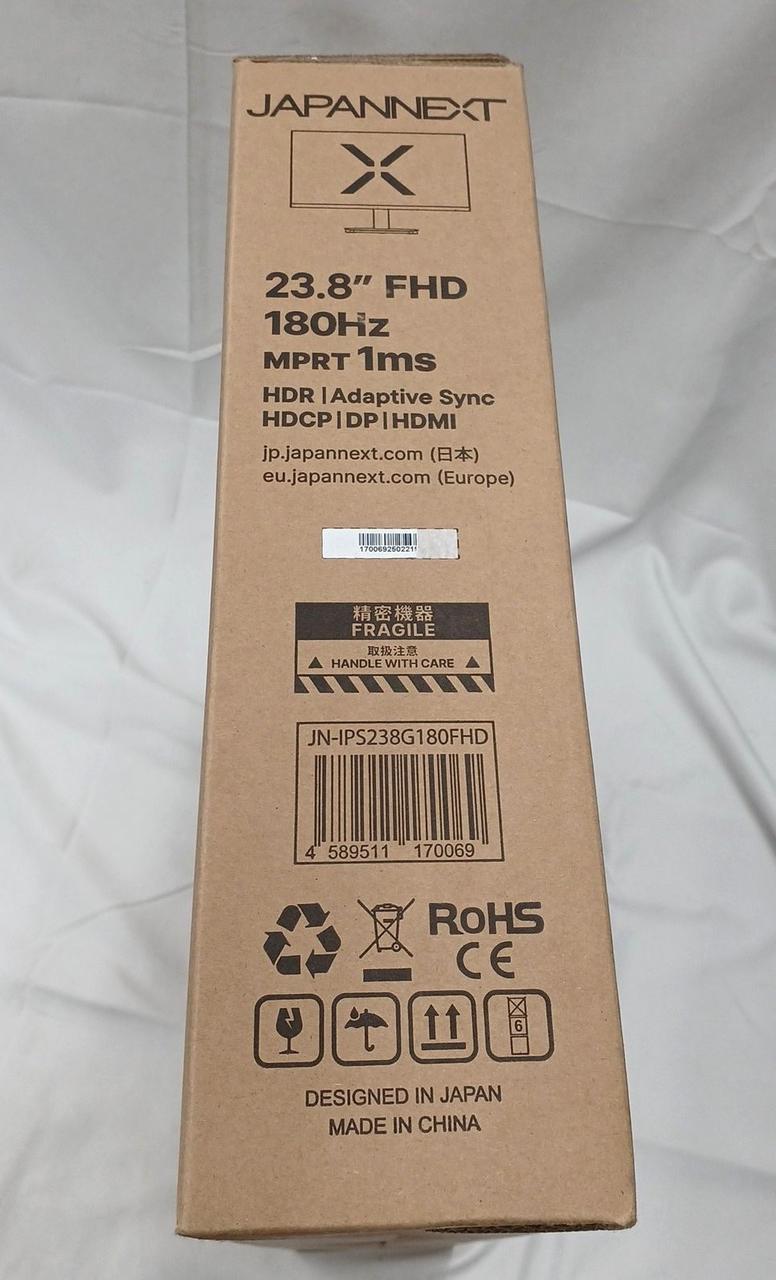 JAPANNEXT
23.8" FHD
180Hz
MPRT 1ms
HDR | Adaptive Sync
HDCP | DP | HDMI
jp.japannext.com (日本)
eu.japannext.com (Europe)
精密機器
FRAGILE
取扱注意
HANDLE WITH CARE
JN-IPS238G180FHD
4 589511 170069
RoHS
CE
6
DESIGNED IN JAPAN
MADE IN CHINA